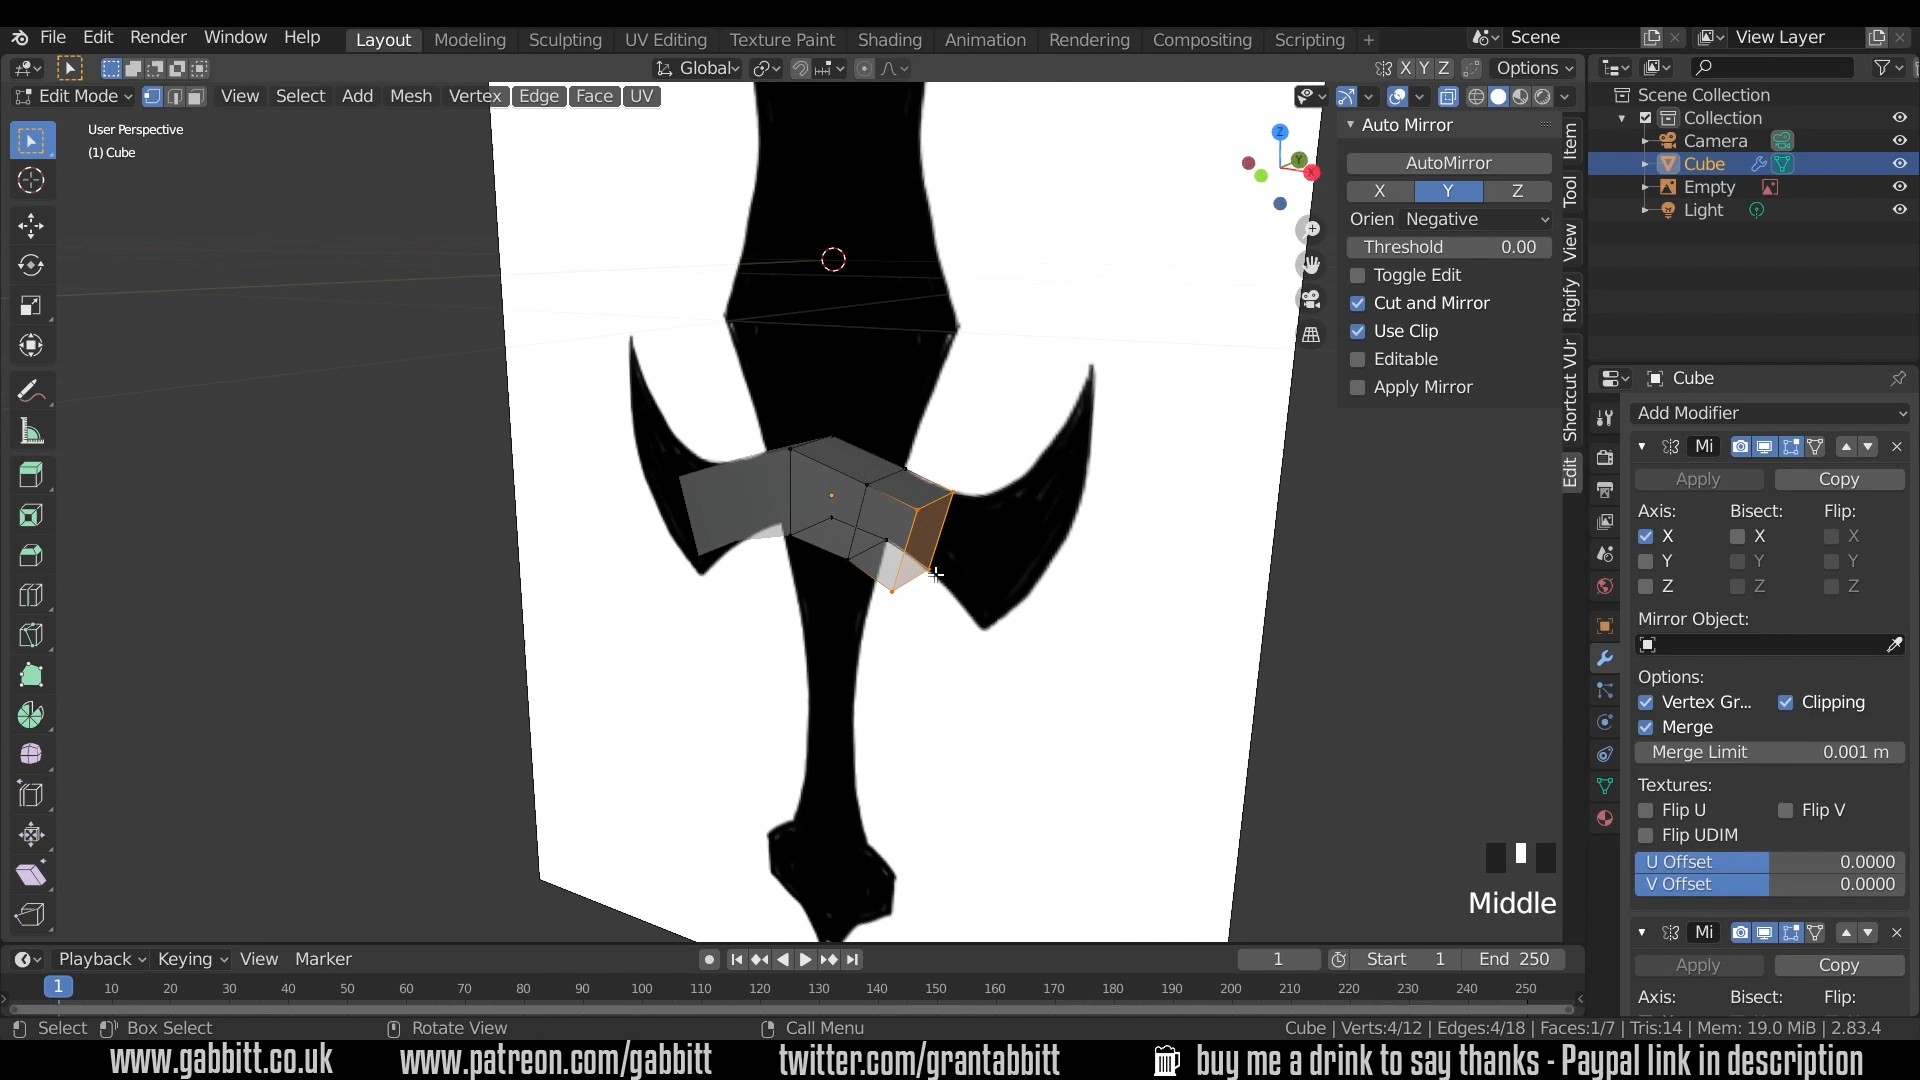 File Edit Render Window Help Layout Modeling Sculpting UV Editing Texture Paint Shading Animation Rendering Compositing Scripting + Scene View Layer
Global X Y Z Options
Edit Mode View Select Add Mesh Vertex Edge Face UV
User Perspective
(1) Cube
Z
Y
X
Auto Mirror
AutoMirror
X Y Z
Orien Negative
Threshold 0.00
Toggle Edit
Cut and Mirror
Use Clip
Editable
Apply Mirror
Item
Tool
View
Rigify
Shortcut VUr
Edit
Scene Collection
Collection
Camera
Cube
Empty
Light
Cube
Add Modifier
Mi
Apply Copy
Axis: Bisect: Flip:
X X X
Y Y Y
Z Z Z
Mirror Object:
Options:
Vertex Gr... Clipping
Merge
Merge Limit 0.001 m
Textures:
Flip U Flip V
Flip UDIM
U Offset 0.0000
V Offset 0.0000
Mi
Apply Copy
Axis: Bisect: Flip:
Middle
Playback Keying View Marker 1 Start 1 End 250
1 10 20 30 40 50 60 70 80 90 100 110 120 130 140 150 160 170 180 190 200 210 220 230 240 250
Select Box Select Rotate View Call Menu Cube | Verts:4/12 | Edges:4/18 | Faces:1/7 | Tris:14 | Mem: 19.0 MiB | 2.83.4
www.gabbitt.co.uk www.patreon.com/gabbitt twitter.com/grantabbitt buy me a drink to say thanks - Paypal link in description